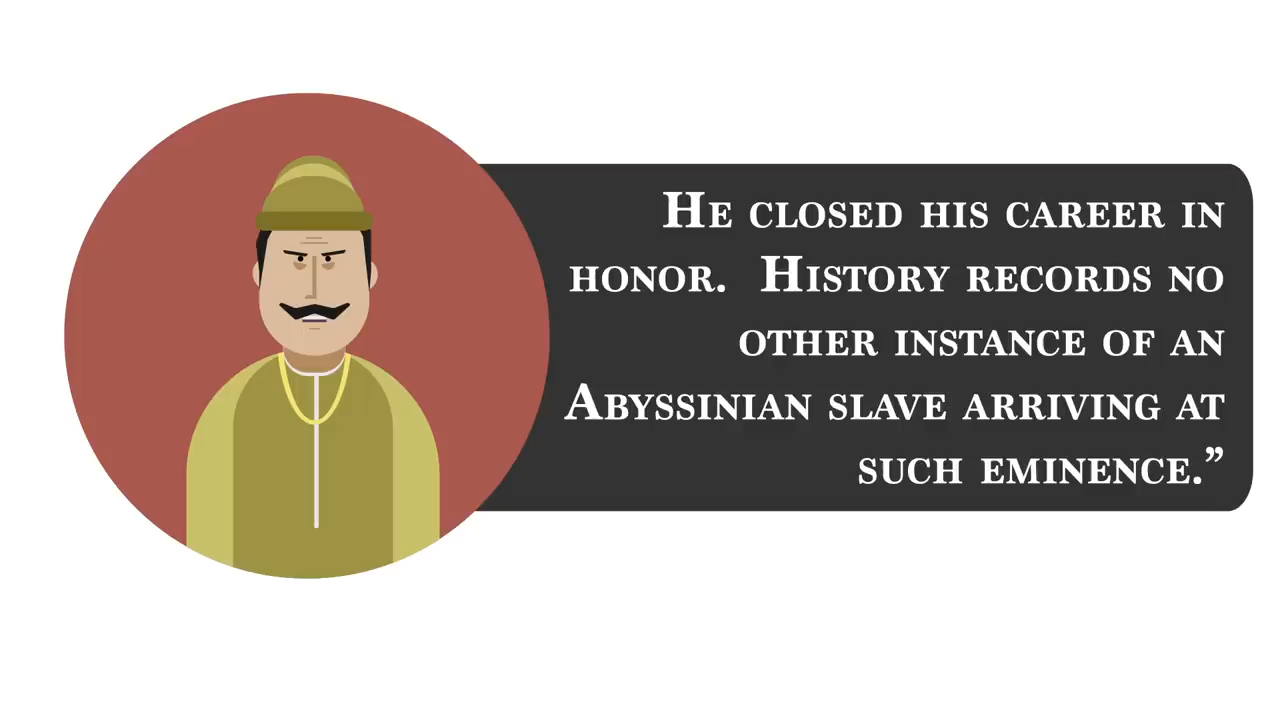 He closed his career in
honor.  History records no
other instance of an
Abyssinian slave arriving at
such eminence.”